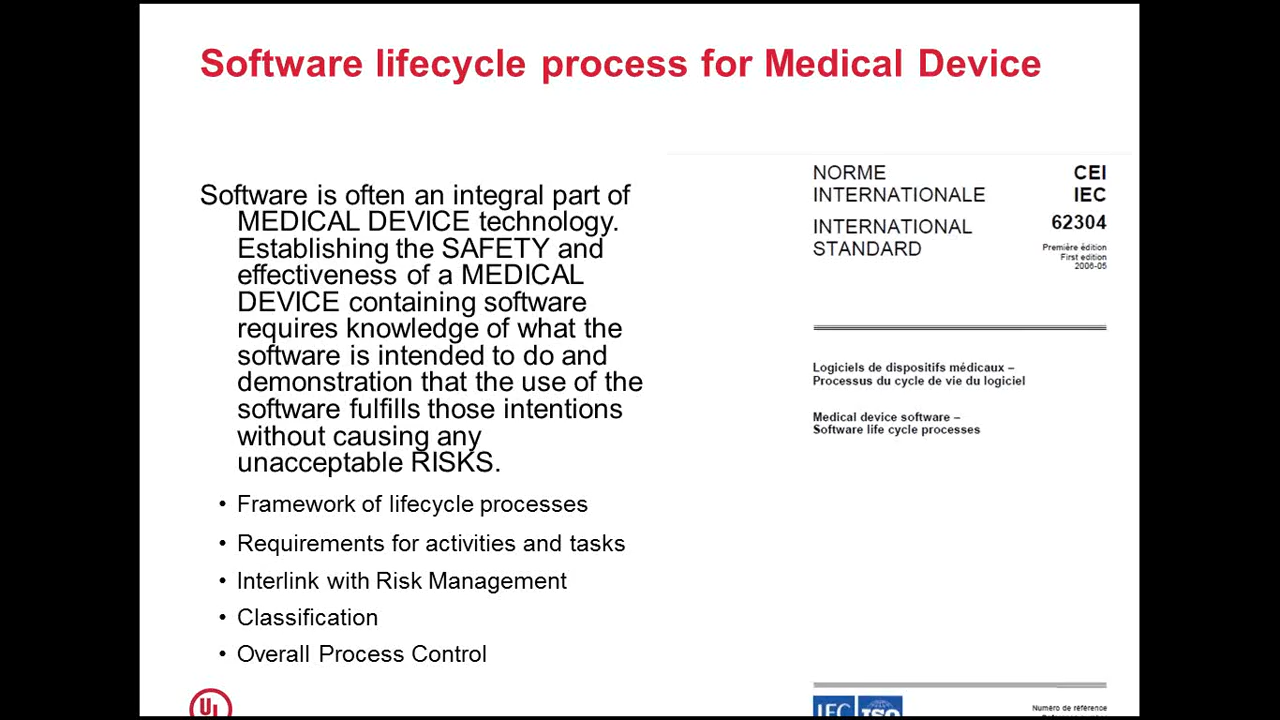 Software lifecycle process for Medical Device
Software is often an integral part of
MEDICAL DEVICE technology.
Establishing the SAFETY and
effectiveness of a MEDICAL
DEVICE containing software
requires knowledge of what the
software is intended to do and
demonstration that the use of the
software fulfills those intentions
without causing any
unacceptable RISKS.
• Framework of lifecycle processes
• Requirements for activities and tasks
• Interlink with Risk Management
• Classification
• Overall Process Control
UL
NORME
INTERNATIONALE
INTERNATIONAL
STANDARD
CEI
IEC
62304
Première édition
First edition
2006-05
Logiciels de dispositifs médicaux –
Processus du cycle de vie du logiciel
Medical device software –
Software life cycle processes
IEC ISO
Numéro de référence